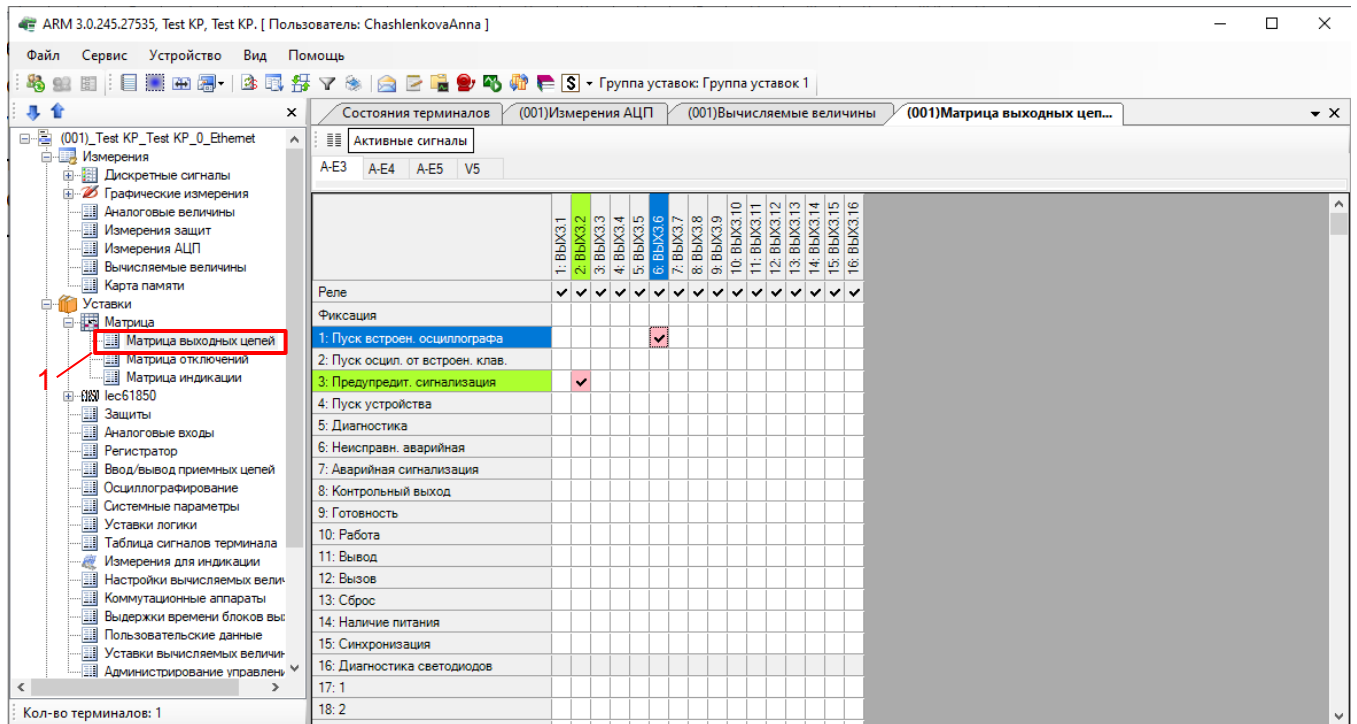 ARM 3.0.245.27535, Test KP, Test KP. [ Пользователь: ChashlenkovaAnna ]
Файл Сервис Устройство Вид Помощь
S Группа уставок: Группа уставок 1
Состояния терминалов (001)Измерения АЦП (001)Вычисляемые величины (001)Матрица выходных цеп...
Активные сигналы
А-Е3 А-Е4 А-Е5 V5
(001)_Test KP_Test KP_0_Ethernet
Измерения
Дискретные сигналы
Графические измерения
Аналоговые величины
Измерения защит
Измерения АЦП
Вычисляемые величины
Карта памяти
Уставки
Матрица
Матрица выходных цепей
Матрица отключений
Матрица индикации
1
Iec61850
Защиты
Аналоговые входы
Регистратор
Ввод/вывод приемных цепей
Осциллографирование
Системные параметры
Уставки логики
Таблица сигналов терминала
Измерения для индикации
Настройки вычисляемых велич
Коммутационные аппараты
Выдержки времени блоков вы
Пользовательские данные
Уставки вычисляемых величин
Администрирование управлени
Кол-во терминалов: 1
1: ВЫХ3.1
2: ВЫХ3.2
3: ВЫХ3.3
4: ВЫХ3.4
5: ВЫХ3.5
6: ВЫХ3.6
7: ВЫХ3.7
8: ВЫХ3.8
9: ВЫХ3.9
10: ВЫХ3.10
11: ВЫХ3.11
12: ВЫХ3.12
13: ВЫХ3.13
14: ВЫХ3.14
15: ВЫХ3.15
16: ВЫХ3.16
Реле
Фиксация
1: Пуск встроен. осциллографа
2: Пуск осцил. от встроен. клав.
3: Предупредит. сигнализация
4: Пуск устройства
5: Диагностика
6: Неисправн. аварийная
7: Аварийная сигнализация
8: Контрольный выход
9: Готовность
10: Работа
11: Вывод
12: Вызов
13: Сброс
14: Наличие питания
15: Синхронизация
16: Диагностика светодиодов
17: 1
18: 2